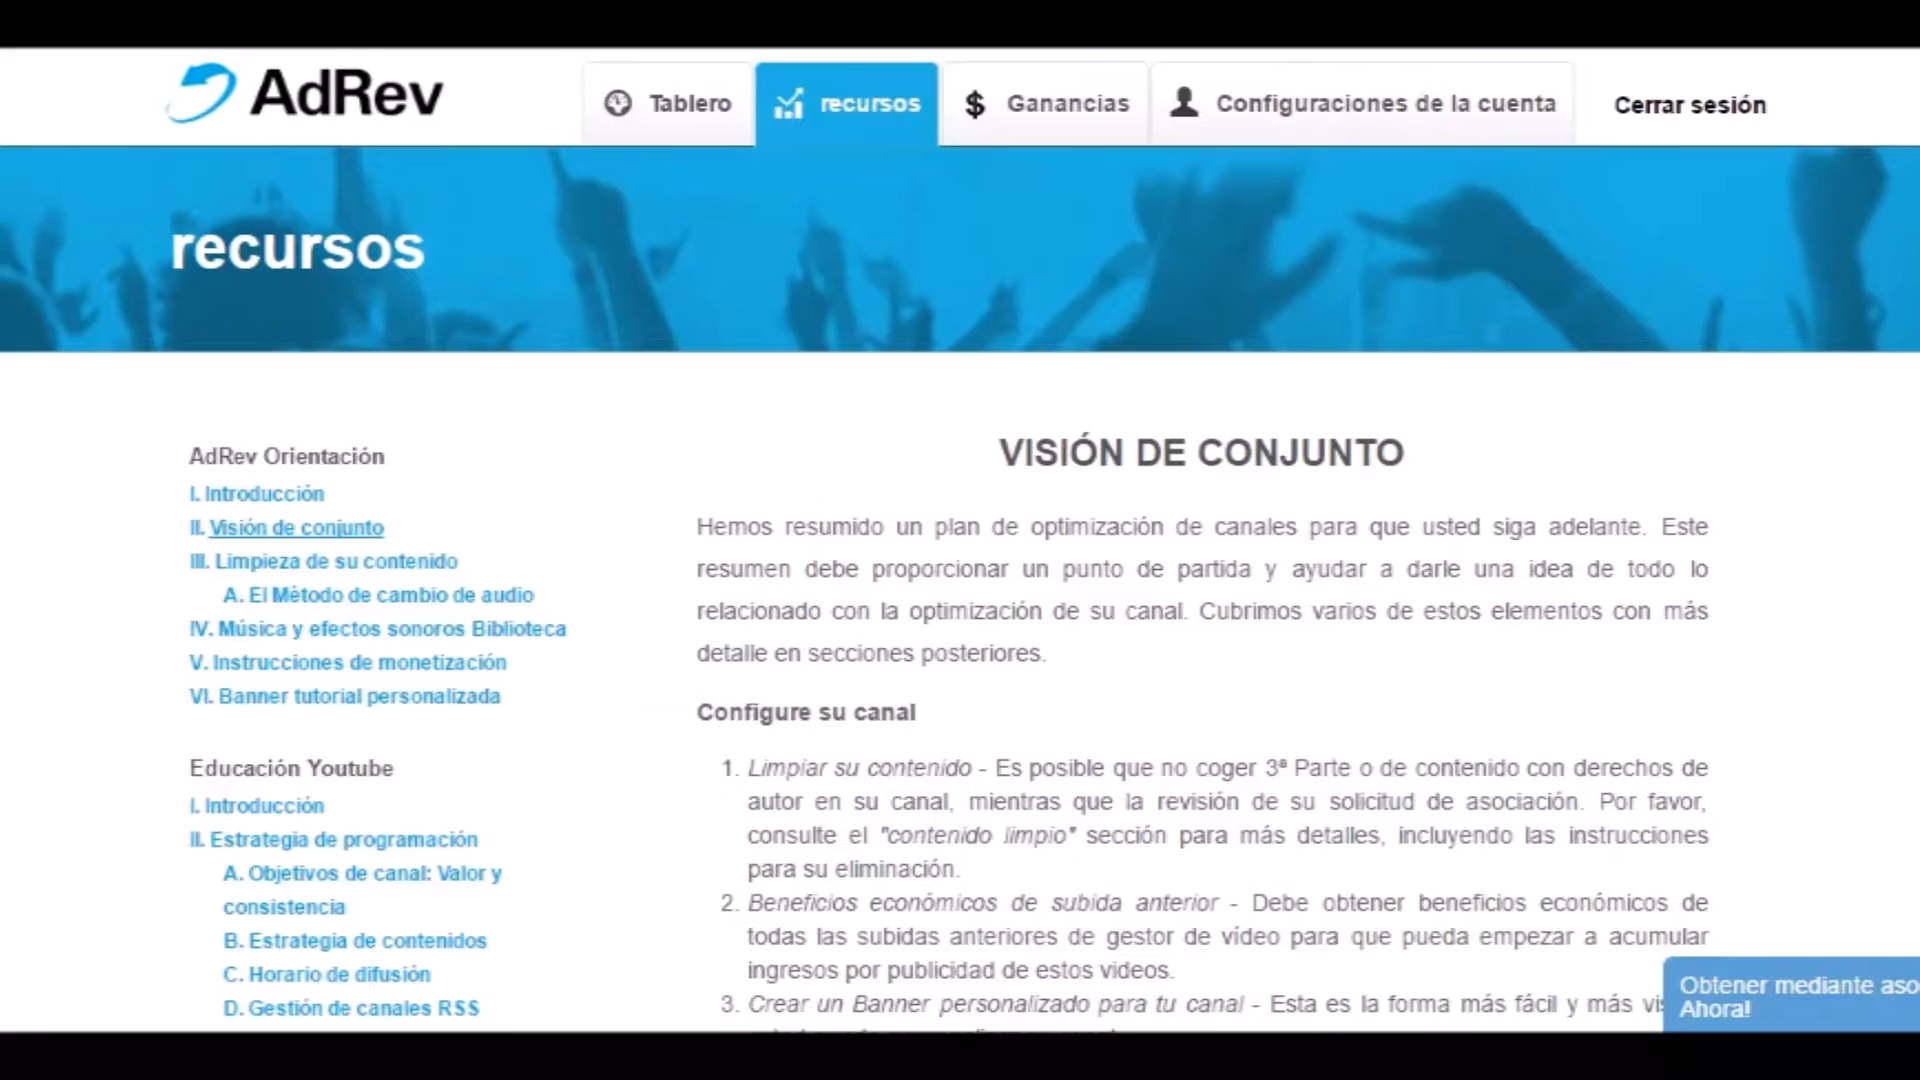 AdRev
Tablero
recursos
Ganancias
Configuraciones de la cuenta
Cerrar sesión
recursos
AdRev Orientación
I. Introducción
II. Visión de conjunto
III. Limpieza de su contenido
A. El Método de cambio de audio
IV. Música y efectos sonoros Biblioteca
V. Instrucciones de monetización
VI. Banner tutorial personalizada
Educación Youtube
I. Introducción
II. Estrategia de programación
A. Objetivos de canal: Valor y
consistencia
B. Estrategia de contenidos
C. Horario de difusión
D. Gestión de canales RSS
VISIÓN DE CONJUNTO
Hemos resumido un plan de optimización de canales para que usted siga adelante. Este
resumen debe proporcionar un punto de partida y ayudar a darle una idea de todo lo
relacionado con la optimización de su canal. Cubrimos varios de estos elementos con más
detalle en secciones posteriores.
Configure su canal
1. Limpiar su contenido - Es posible que no coger 3ª Parte o de contenido con derechos de
autor en su canal, mientras que la revisión de su solicitud de asociación. Por favor,
consulte el "contenido limpio" sección para más detalles, incluyendo las instrucciones
para su eliminación.
2. Beneficios económicos de subida anterior - Debe obtener beneficios económicos de
todas las subidas anteriores de gestor de vídeo para que pueda empezar a acumular
ingresos por publicidad de estos videos.
3. Crear un Banner personalizado para tu canal - Esta es la forma más fácil y más
Obtener mediante aso
Ahora!